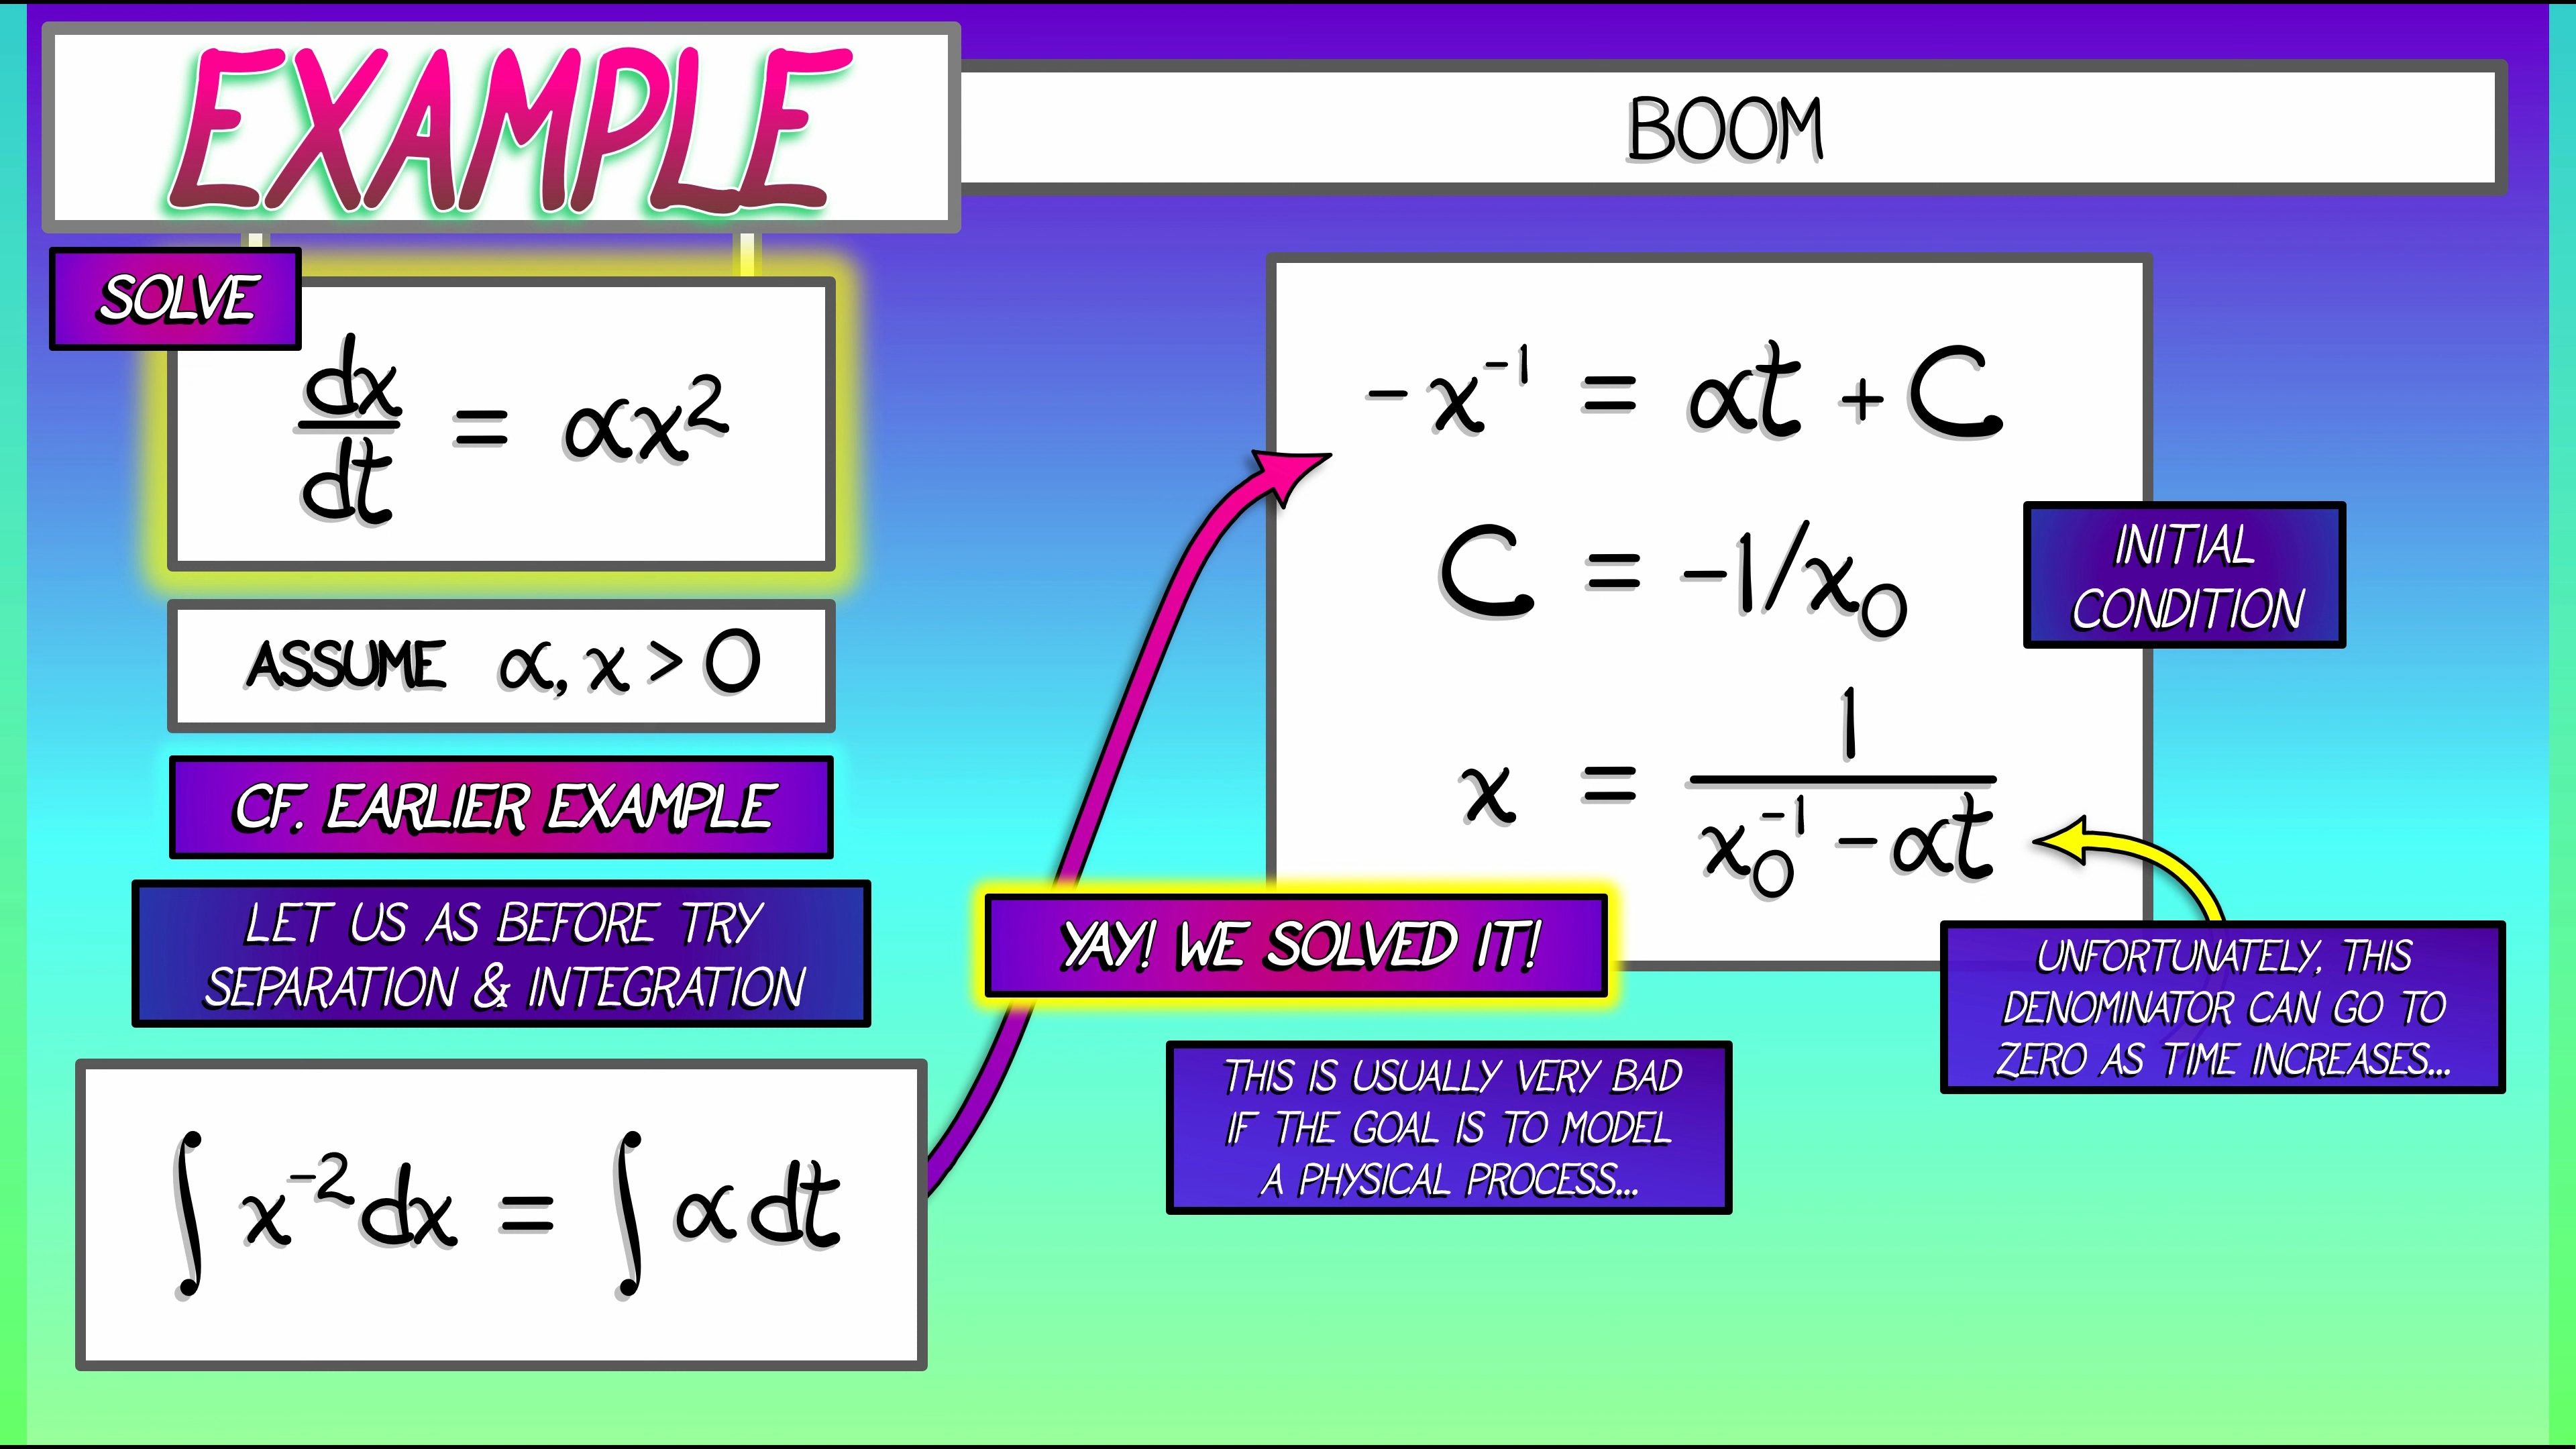 EXAMPLE
BOOM
SOLVE
dx/dt = αx²
ASSUME α, x > 0
CF. EARLIER EXAMPLE
LET US AS BEFORE TRY
SEPARATION & INTEGRATION
∫ x⁻² dx = ∫ α dt
-x⁻¹ = αt + C
C = -1/x₀
INITIAL
CONDITION
x = 1/(x₀⁻¹ - αt)
YAY! WE SOLVED IT!
UNFORTUNATELY, THIS
DENOMINATOR CAN GO TO
ZERO AS TIME INCREASES...
THIS IS USUALLY VERY BAD
IF THE GOAL IS TO MODEL
A PHYSICAL PROCESS...